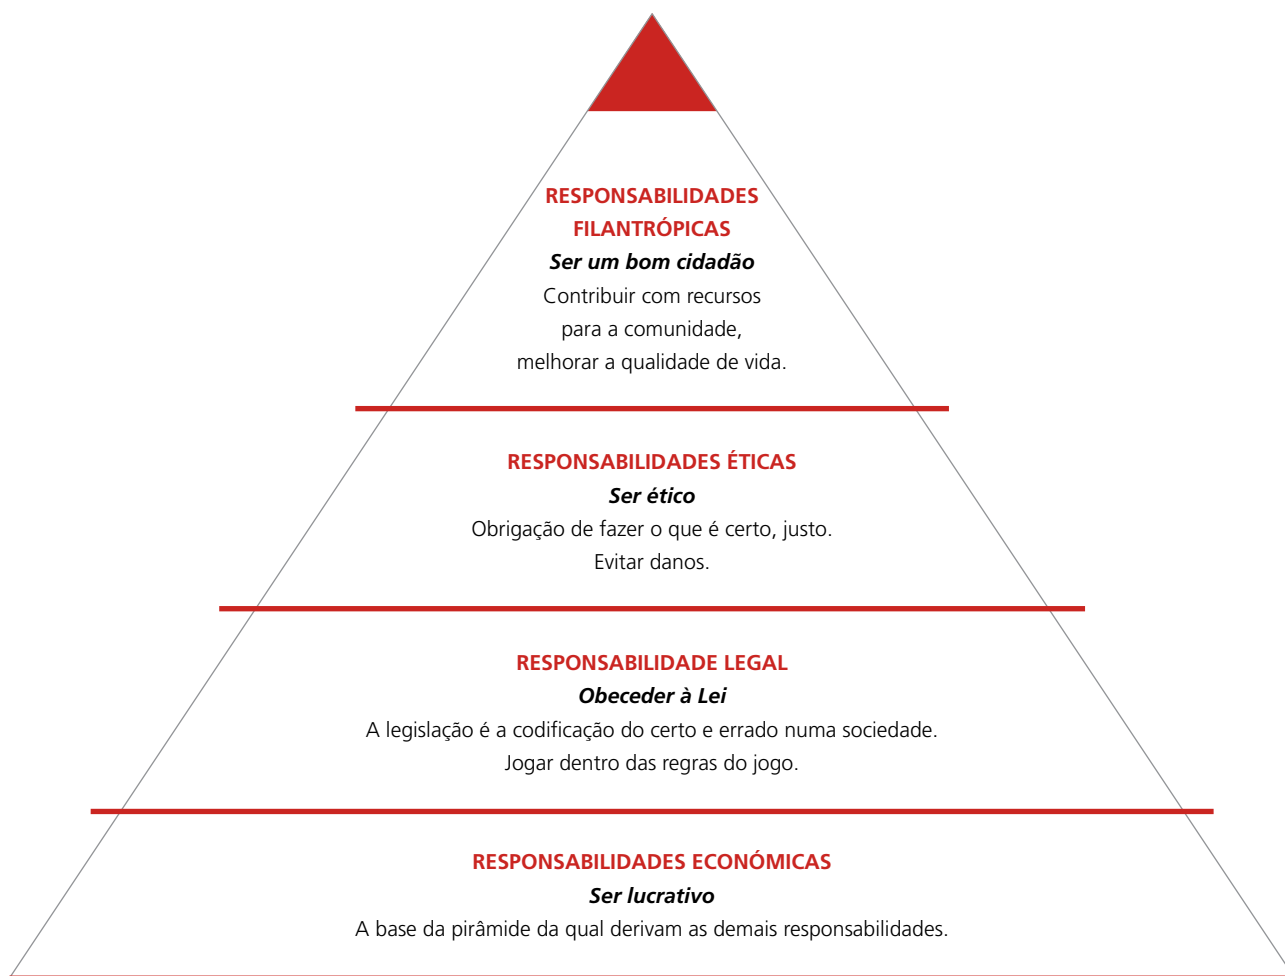 RESPONSABILIDADES
FILANTRÓPICAS
Ser um bom cidadão
Contribuir com recursos
para a comunidade,
melhorar a qualidade de vida.
RESPONSABILIDADES ÉTICAS
Ser ético
Obrigação de fazer o que é certo, justo.
Evitar danos.
RESPONSABILIDADE LEGAL
Obeceder à Lei
A legislação é a codificação do certo e errado numa sociedade.
Jogar dentro das regras do jogo.
RESPONSABILIDADES ECONÓMICAS
Ser lucrativo
A base da pirâmide da qual derivam as demais responsabilidades.